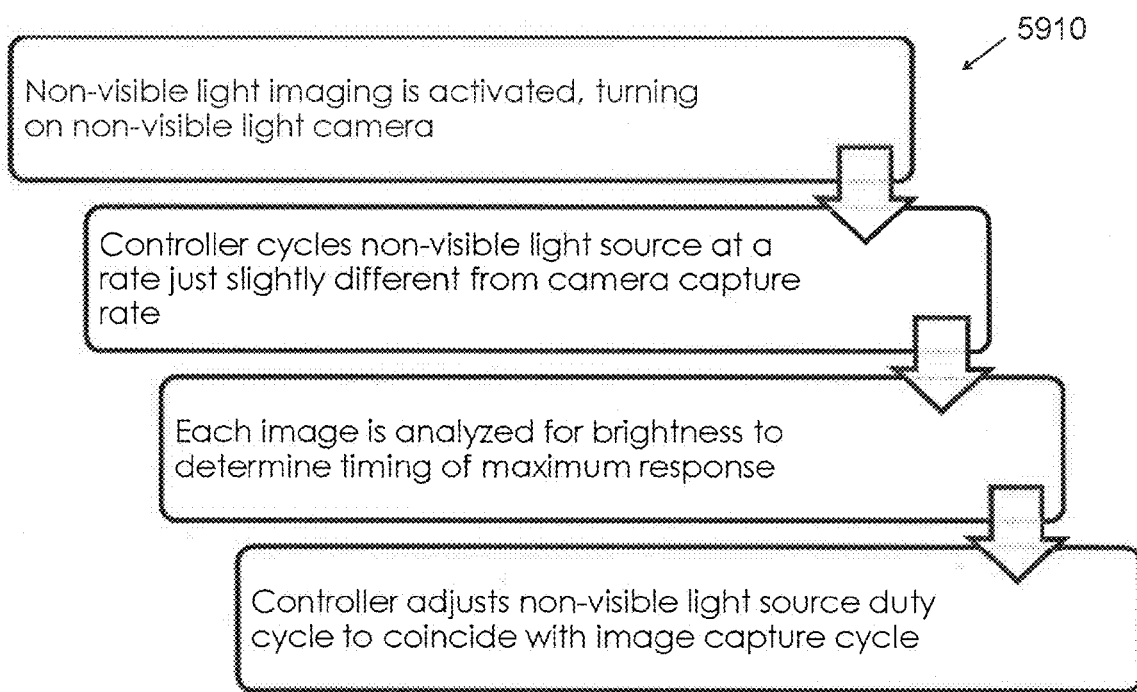 5910
Non-visible light imaging is activated, turning
on non-visible light camera
Controller cycles non-visible light source at a
rate just slightly different from camera capture
rate
Each image is analyzed for brightness to
determine timing of maximum response
Controller adjusts non-visible light source duty
cycle to coincide with image capture cycle